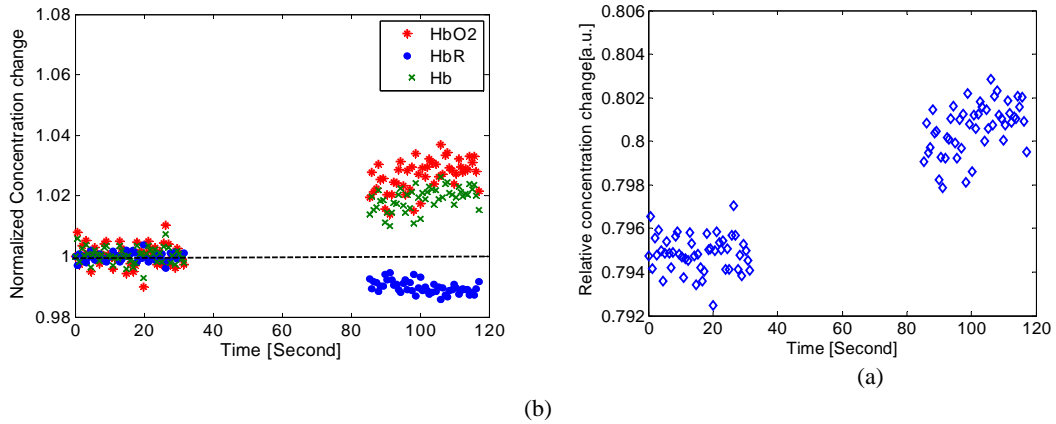 1.08
1.06
1.04
1.02
1
0.98
Normalized Concentration change
HbO2
HbR
Hb
0 20 40 60 80 100 120
Time [Second]
0.806
0.804
0.802
0.8
0.798
0.796
0.794
0.792
Relative concentration change[a.u.]
0 20 40 60 80 100 120
Time [Second]
(a)
(b)